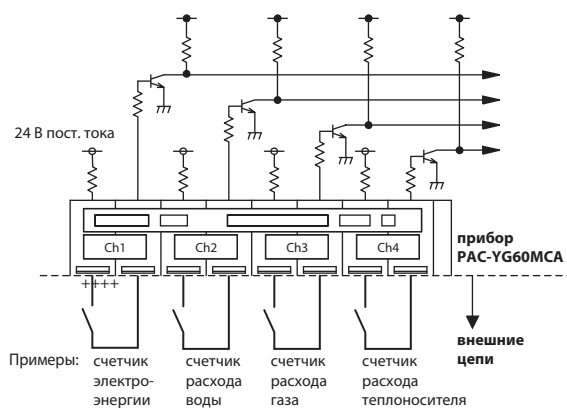 24 В пост. тока
Ch1 Ch2 Ch3 Ch4
прибор
PAC-YG60MCA
++++
внешние
цепи
Примеры:
счетчик
электро-
энергии
счетчик
расхода
воды
счетчик
расхода
газа
счетчик
расхода
теплоносителя